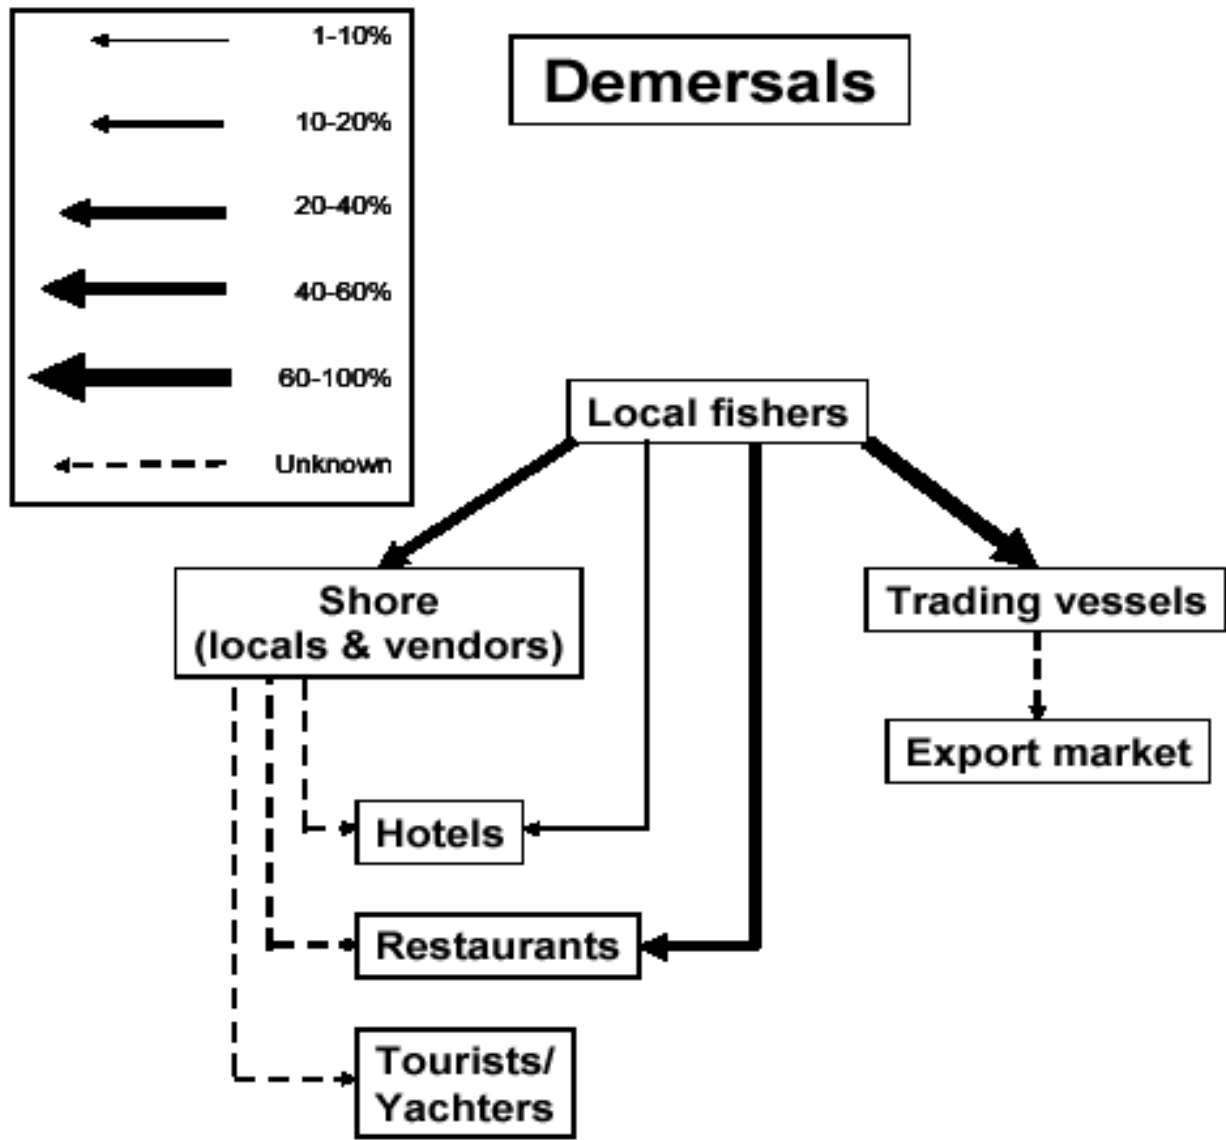 1-10%
10-20%
20-40%
40-60%
60-100%
Unknown
Demersals
Local fishers
Shore
(locals & vendors)
Trading vessels
Export market
Hotels
Restaurants
Tourists/
Yachters